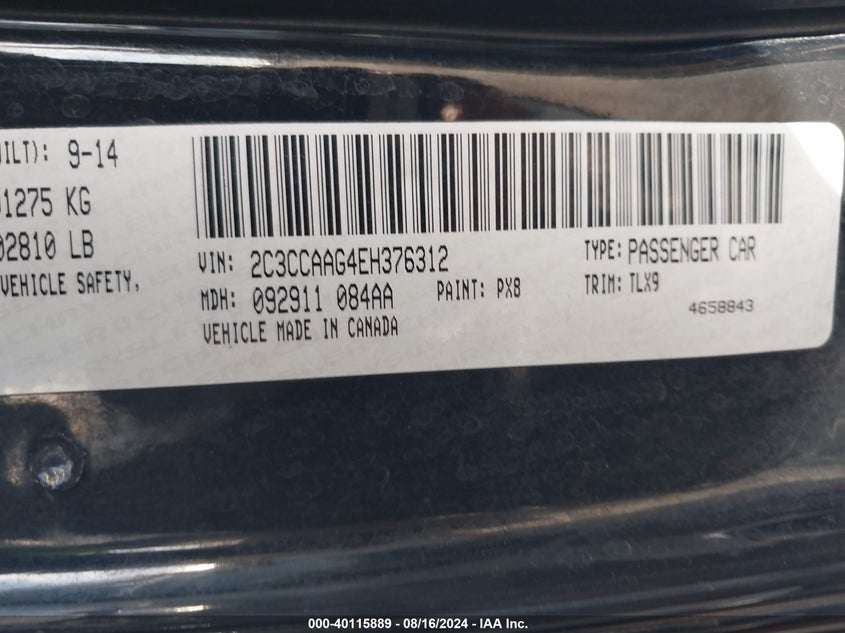 UILT): 9-14
1275 KG
02810 LB
VEHICLE SAFETY,
VIN: 2C3CCAAG4EH376312
TYPE: PASSENGER CAR
MDH: 092911 084AA
PAINT: PX8
TRIM: TLX9
VEHICLE MADE IN CANADA
4658843
000-40115889 - 08/16/2024 - IAA Inc.